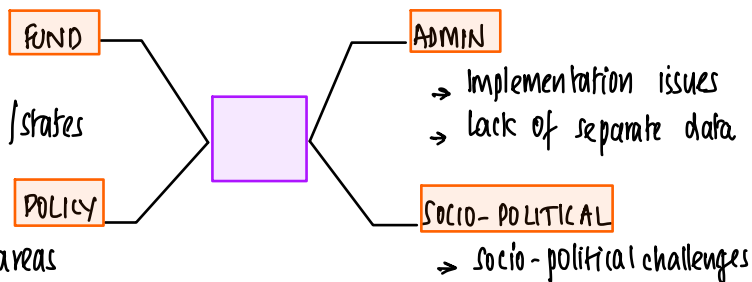 FUND
/states
POLICY
areas
ADMIN
→ Implementation issues
→ lack of separate data
SOCIO-POLITICAL
→ socio-political challenges